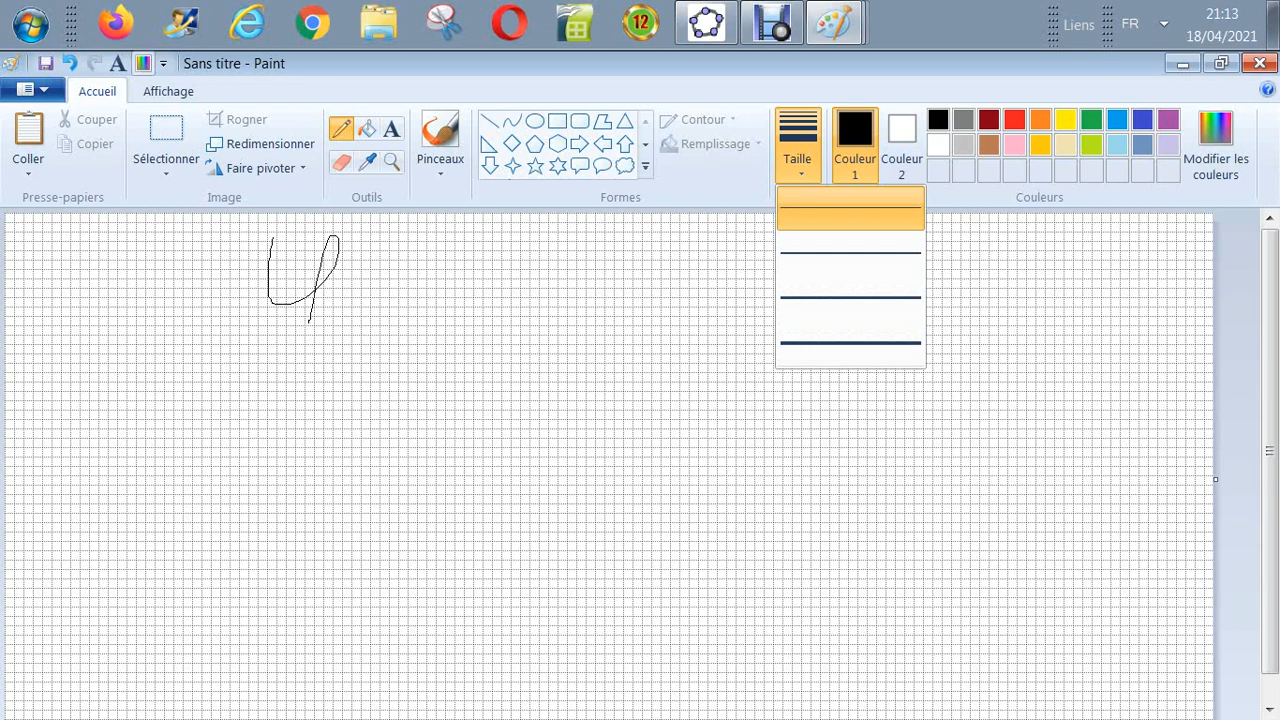 12
Liens
FR
21:13
18/04/2021
Sans titre - Paint
Accueil
Affichage
Coller
Couper
Copier
Presse-papiers
Sélectionner
Rogner
Redimensionner
Faire pivoter
Image
A
Outils
Pinceaux
Formes
Contour
Remplissage
Taille
Couleur
1
Couleur
2
Modifier les
couleurs
Couleurs